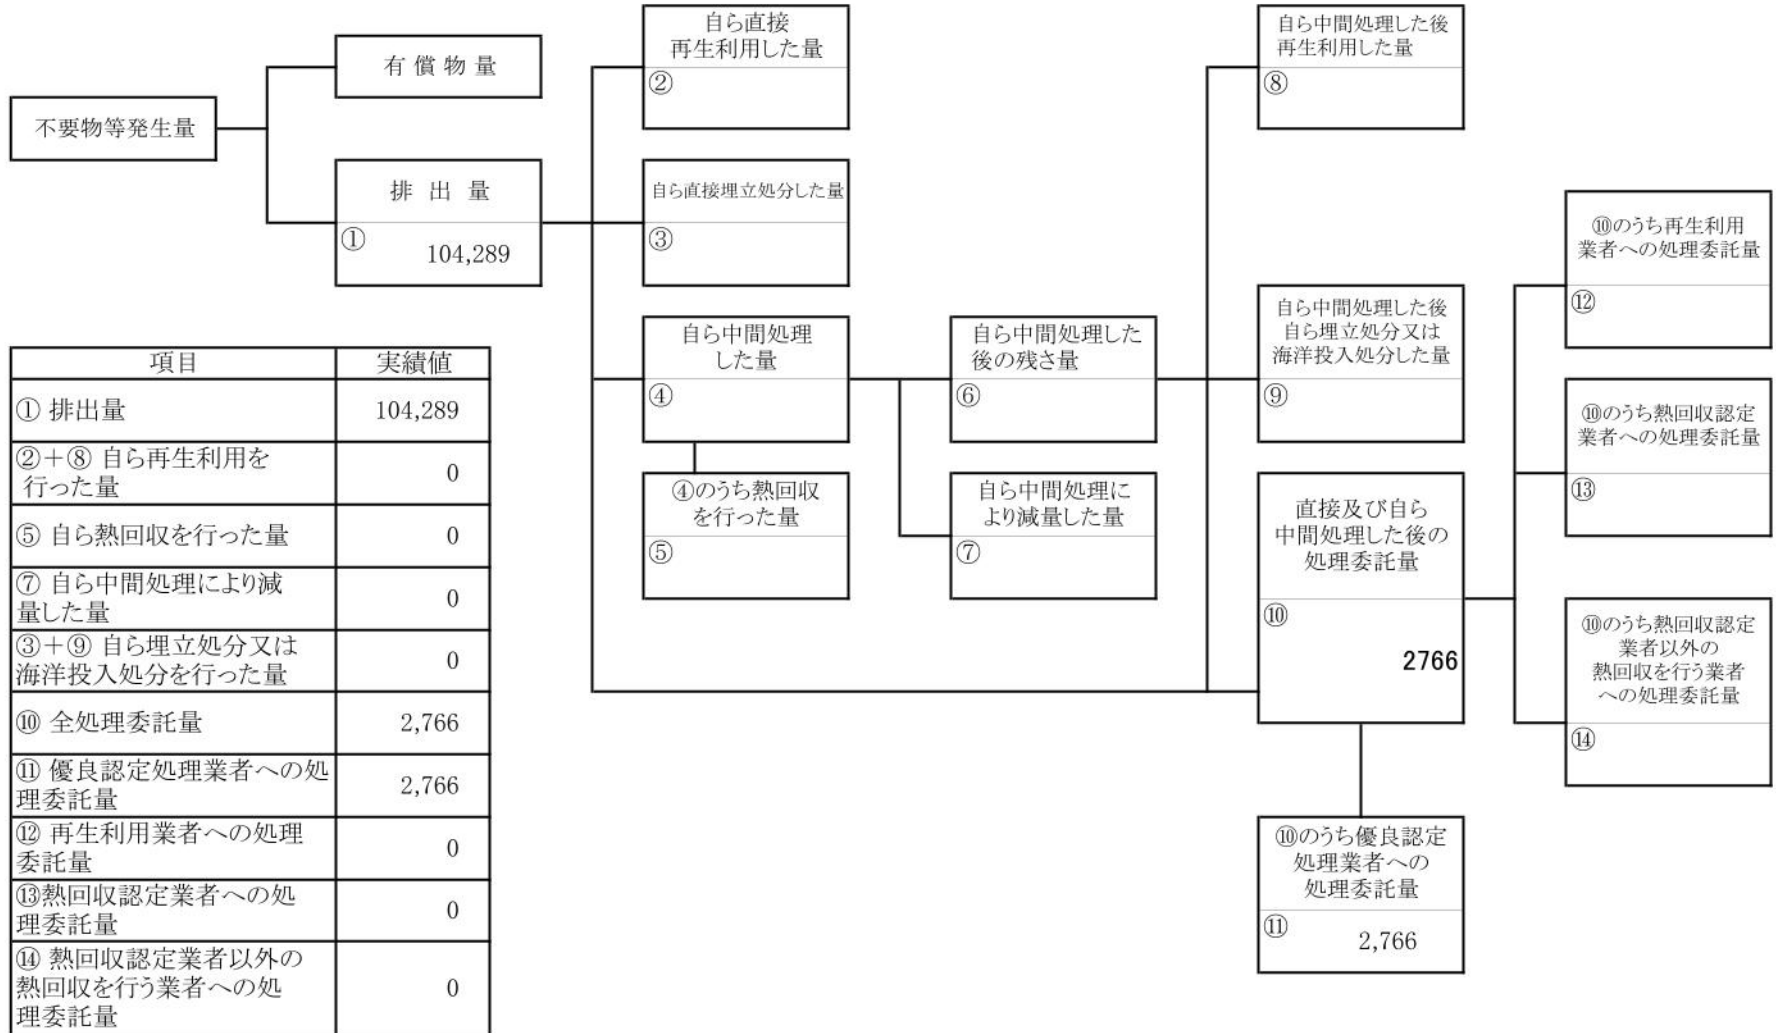 不要物等発生量
有 償 物 量
排 出 量
①
104,289
自ら直接
再生利用した量
②
自ら直接埋立処分した量
③
自ら中間処理
した量
④
④のうち熱回収
を行った量
⑤
自ら中間処理した
後の残さ量
⑥
自ら中間処理に
より減量した量
⑦
自ら中間処理した後
再生利用した量
⑧
自ら中間処理した後
自ら埋立処分又は
海洋投入処分した量
⑨
直接及び自ら
中間処理した後の
処理委託量
⑩
2766
⑩のうち優良認定
処理業者への
処理委託量
⑪
2,766
⑩のうち再生利用
業者への処理委託量
⑫
⑩のうち熱回収認定
業者への処理委託量
⑬
⑩のうち熱回収認定
業者以外の
熱回収を行う業者
への処理委託量
⑭
項目 実績値
① 排出量 104,289
②＋⑧ 自ら再生利用を
行った量 0
⑤ 自ら熱回収を行った量 0
⑦ 自ら中間処理により減
量した量 0
③＋⑨ 自ら埋立処分又は
海洋投入処分を行った量 0
⑩ 全処理委託量 2,766
⑪ 優良認定処理業者への処
理委託量 2,766
⑫ 再生利用業者への処理
委託量 0
⑬熱回収認定業者への処
理委託量 0
⑭ 熱回収認定業者以外の
熱回収を行う業者への処
理委託量 0